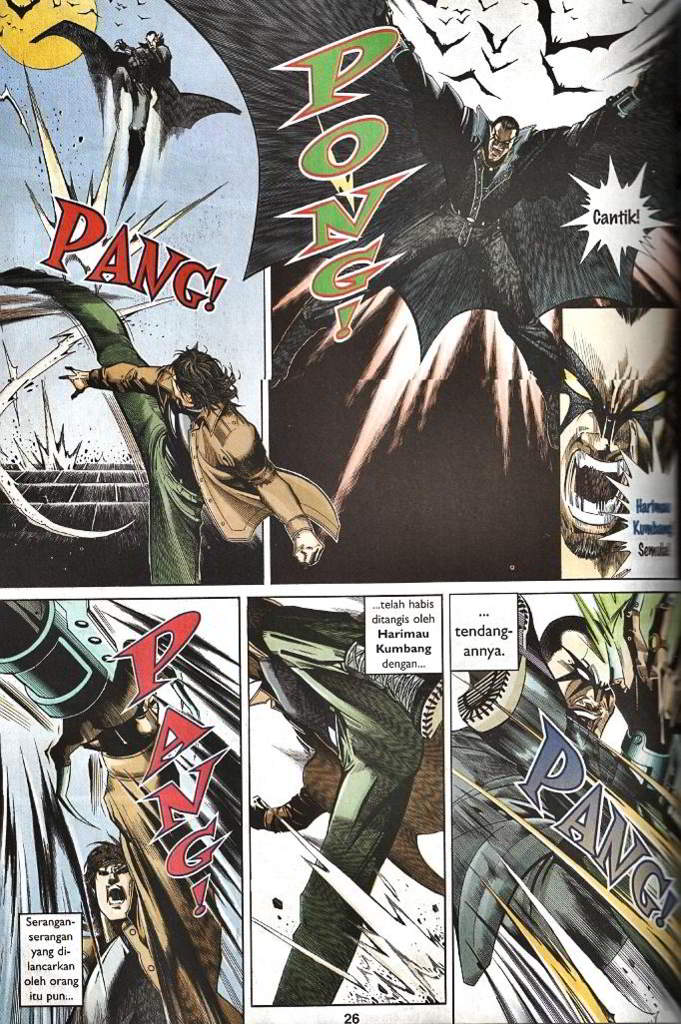 PANG!
PONG!
Cantik!
Harimau
Kumbang
Semula!
PANG!
Serangan-
serangan
yang di-
lancarkan
oleh orang
itu pun...
...telah habis
ditangis oleh
Harimau
Kumbang
dengan...
...
tendang-
annya.
PANG!
26